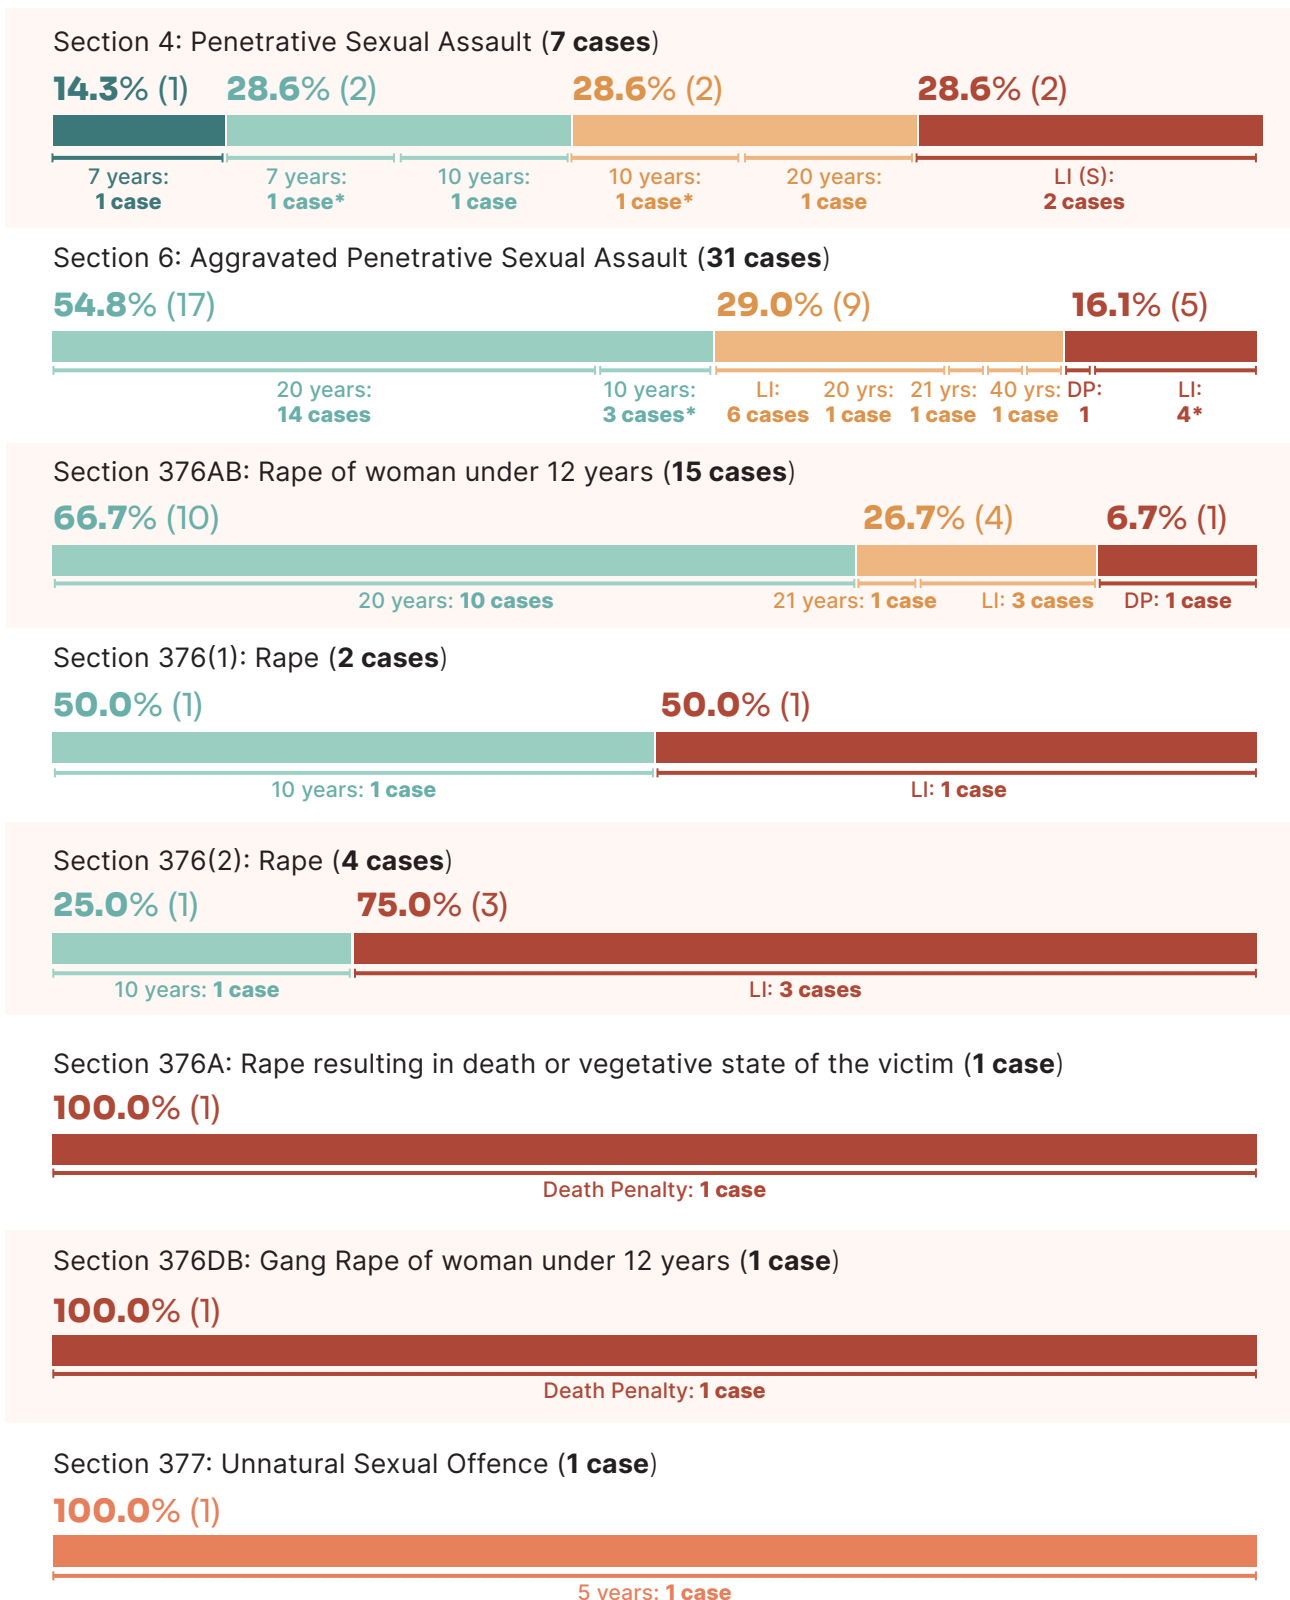 Section 4: Penetrative Sexual Assault (7 cases)
14.3% (1) 28.6% (2) 28.6% (2) 28.6% (2)
7 years: 7 years: 10 years: 10 years: 20 years: LI (S):
1 case 1 case* 1 case 1 case* 1 case 2 cases
Section 6: Aggravated Penetrative Sexual Assault (31 cases)
54.8% (17) 29.0% (9) 16.1% (5)
20 years: 10 years: LI: 20 yrs: 21 yrs: 40 yrs: DP: LI:
14 cases 3 cases* 6 cases 1 case 1 case 1 case 1 4*
Section 376AB: Rape of woman under 12 years (15 cases)
66.7% (10) 26.7% (4) 6.7% (1)
20 years: 10 cases 21 years: 1 case LI: 3 cases DP: 1 case
Section 376(1): Rape (2 cases)
50.0% (1) 50.0% (1)
10 years: 1 case LI: 1 case
Section 376(2): Rape (4 cases)
25.0% (1) 75.0% (3)
10 years: 1 case LI: 3 cases
Section 376A: Rape resulting in death or vegetative state of the victim (1 case)
100.0% (1)
Death Penalty: 1 case
Section 376DB: Gang Rape of woman under 12 years (1 case)
100.0% (1)
Death Penalty: 1 case
Section 377: Unnatural Sexual Offence (1 case)
100.0% (1)
5 years: 1 case